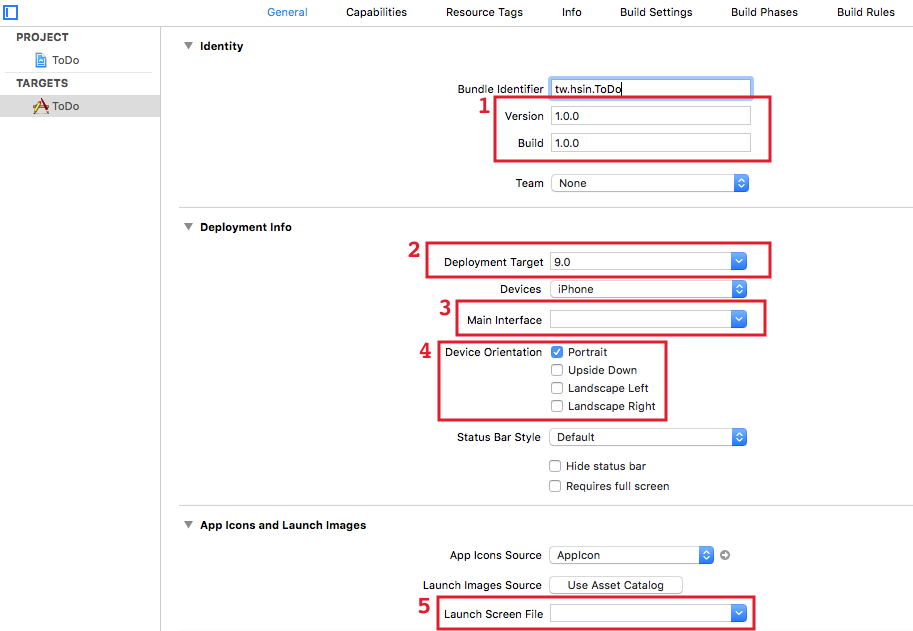 General Capabilities Resource Tags Info Build Settings Build Phases Build Rules
PROJECT
ToDo
TARGETS
ToDo
Identity
Bundle Identifier tw.hsin.ToDo
1
Version 1.0.0
Build 1.0.0
Team None
Deployment Info
2
Deployment Target 9.0
Devices iPhone
3
Main Interface
4
Device Orientation Portrait
Upside Down
Landscape Left
Landscape Right
Status Bar Style Default
Hide status bar
Requires full screen
App Icons and Launch Images
App Icons Source AppIcon
Launch Images Source Use Asset Catalog
5
Launch Screen File